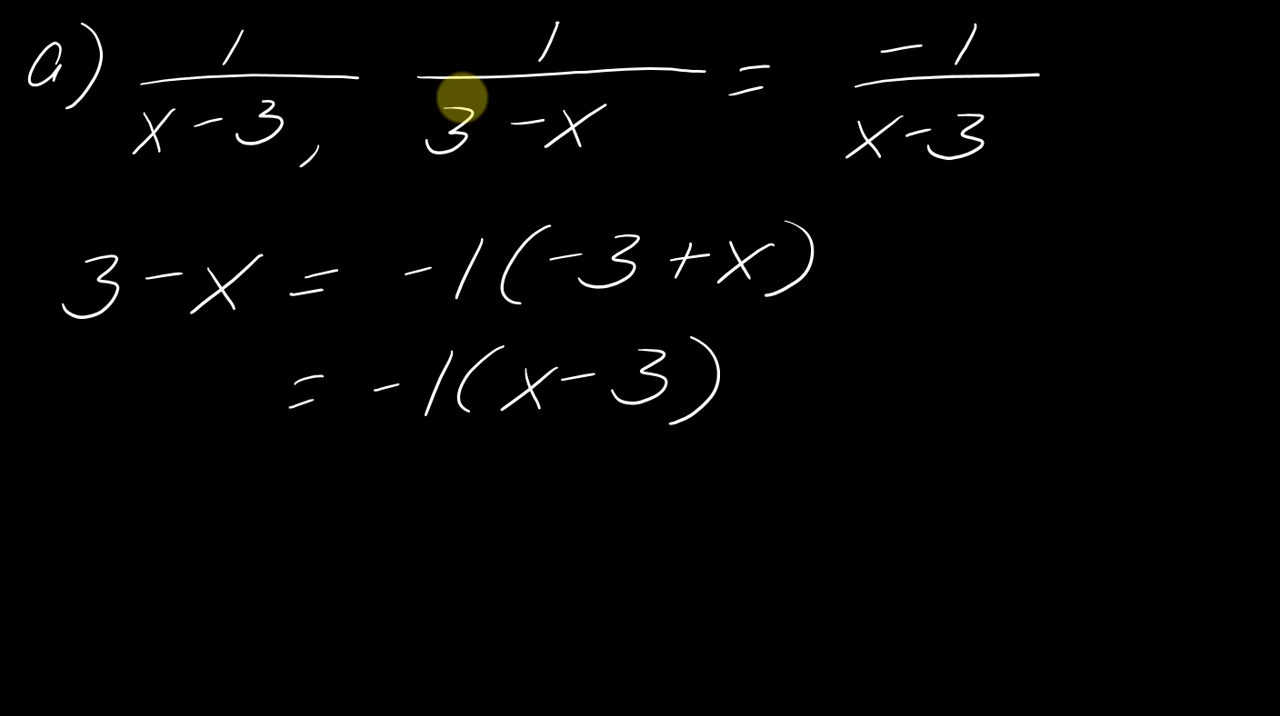 a) 1/(x-3), 1/(3-x) = -1/(x-3)
3-x = -1(-3+x)
= -1(x-3)